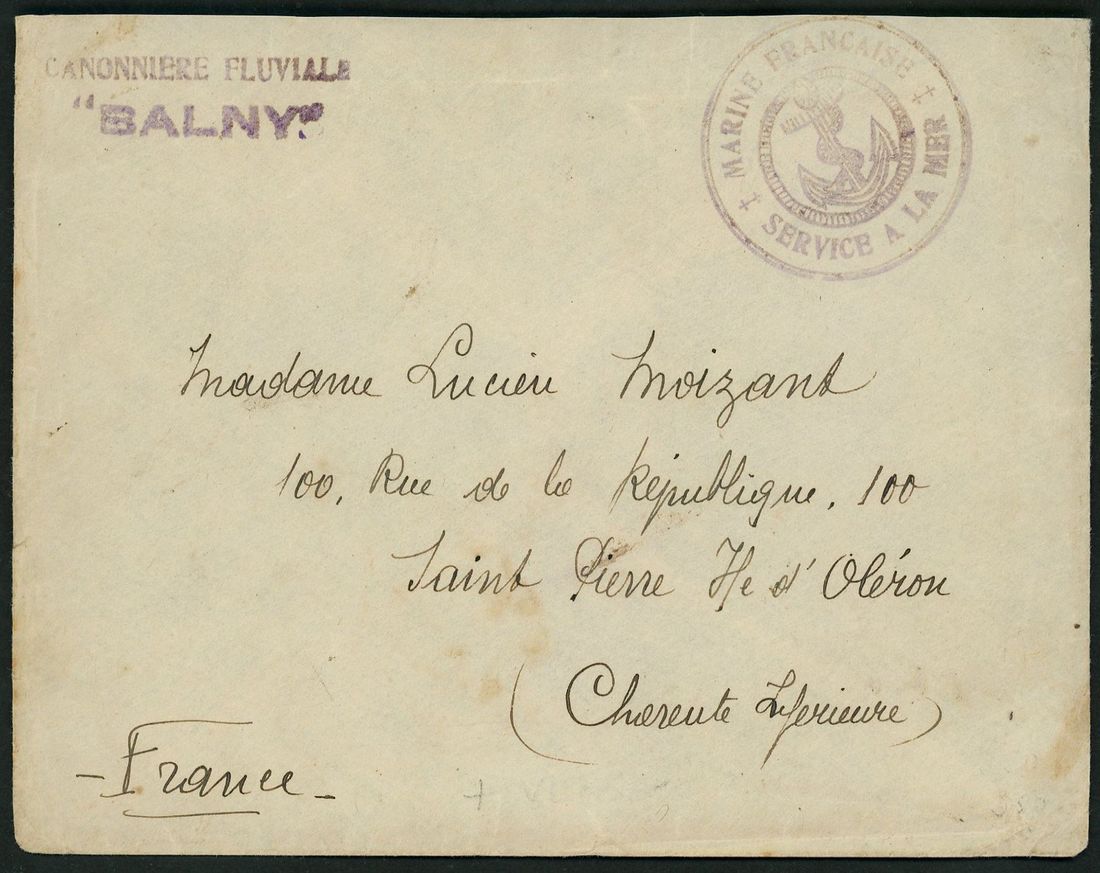 CANONNIERE FLUVIALE
"BALNY"
MARINE FRANCAISE
SERVICE A LA MER
Madame Lucien Moizant
100, Rue de la République, 100
Saint Pierre Ile d'Oléron
(Charente Inférieure)
- France -